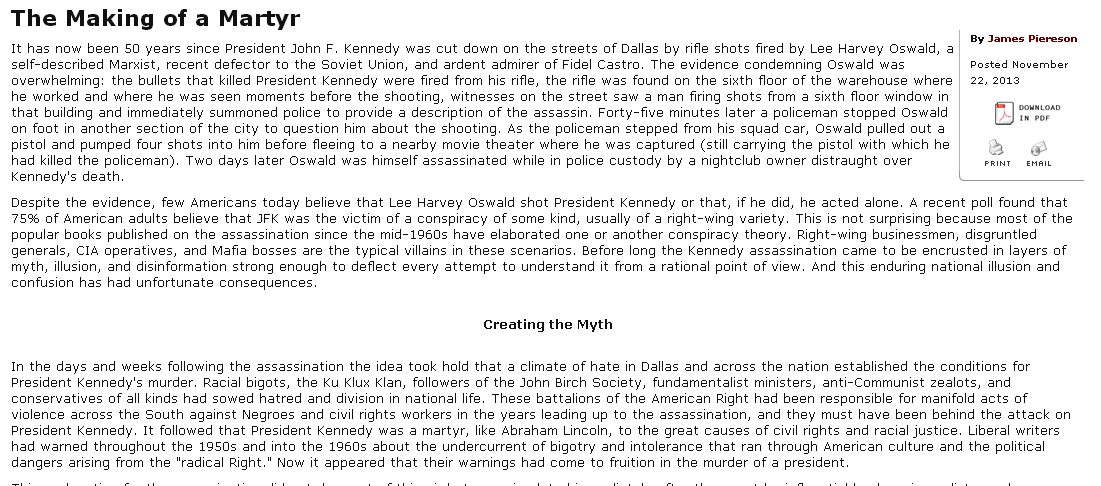 The Making of a Martyr
It has now been 50 years since President John F. Kennedy was cut down on the streets of Dallas by rifle shots fired by Lee Harvey Oswald, a
self-described Marxist, recent defector to the Soviet Union, and ardent admirer of Fidel Castro. The evidence condemning Oswald was
overwhelming: the bullets that killed President Kennedy were fired from his rifle, the rifle was found on the sixth floor of the warehouse where
he worked and where he was seen moments before the shooting, witnesses on the street saw a man firing shots from a sixth floor window in
that building and immediately summoned police to provide a description of the assassin. Forty-five minutes later a policeman stopped Oswald
on foot in another section of the city to question him about the shooting. As the policeman stepped from his squad car, Oswald pulled out a
pistol and pumped four shots into him before fleeing to a nearby movie theater where he was captured (still carrying the pistol with which he
had killed the policeman). Two days later Oswald was himself assassinated while in police custody by a nightclub owner distraught over
Kennedy's death.
By James Piereson
Posted November
22, 2013
DOWNLOAD
IN PDF
PRINT EMAIL
Despite the evidence, few Americans today believe that Lee Harvey Oswald shot President Kennedy or that, if he did, he acted alone. A recent poll found that
75% of American adults believe that JFK was the victim of a conspiracy of some kind, usually of a right-wing variety. This is not surprising because most of the
popular books published on the assassination since the mid-1960s have elaborated one or another conspiracy theory. Right-wing businessmen, disgruntled
generals, CIA operatives, and Mafia bosses are the typical villains in these scenarios. Before long the Kennedy assassination came to be encrusted in layers of
myth, illusion, and disinformation strong enough to deflect every attempt to understand it from a rational point of view. And this enduring national illusion and
confusion has had unfortunate consequences.
Creating the Myth
In the days and weeks following the assassination the idea took hold that a climate of hate in Dallas and across the nation established the conditions for
President Kennedy's murder. Racial bigots, the Ku Klux Klan, followers of the John Birch Society, fundamentalist ministers, anti-Communist zealots, and
conservatives of all kinds had sowed hatred and division in national life. These battalions of the American Right had been responsible for manifold acts of
violence across the South against Negroes and civil rights workers in the years leading up to the assassination, and they must have been behind the attack on
President Kennedy. It followed that President Kennedy was a martyr, like Abraham Lincoln, to the great causes of civil rights and racial justice. Liberal writers
had warned throughout the 1950s and into the 1960s about the undercurrent of bigotry and intolerance that ran through American culture and the political
dangers arising from the "radical Right." Now it appeared that their warnings had come to fruition in the murder of a president.